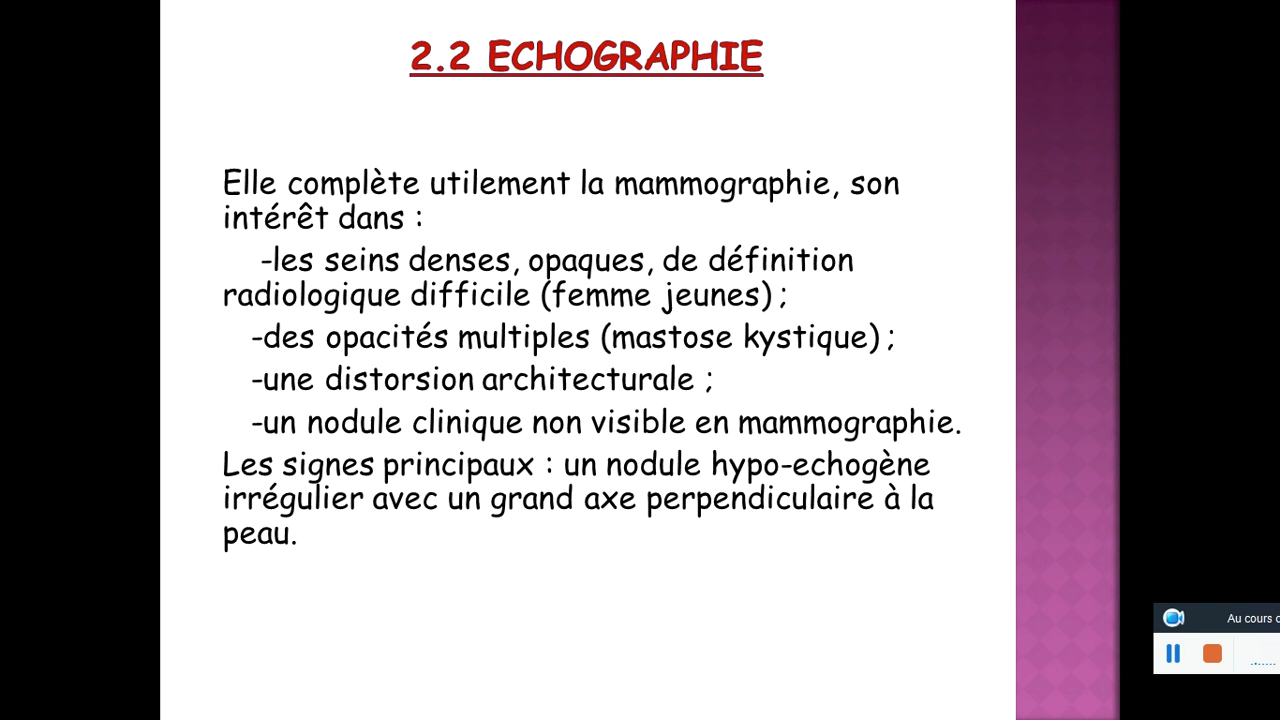 2.2 ECHOGRAPHIE
Elle complète utilement la mammographie, son
intérêt dans :
-les seins denses, opaques, de définition
radiologique difficile (femme jeunes) ;
-des opacités multiples (mastose kystique) ;
-une distorsion architecturale ;
-un nodule clinique non visible en mammographie.
Les signes principaux : un nodule hypo-echogène
irrégulier avec un grand axe perpendiculaire à la
peau.
Au cours